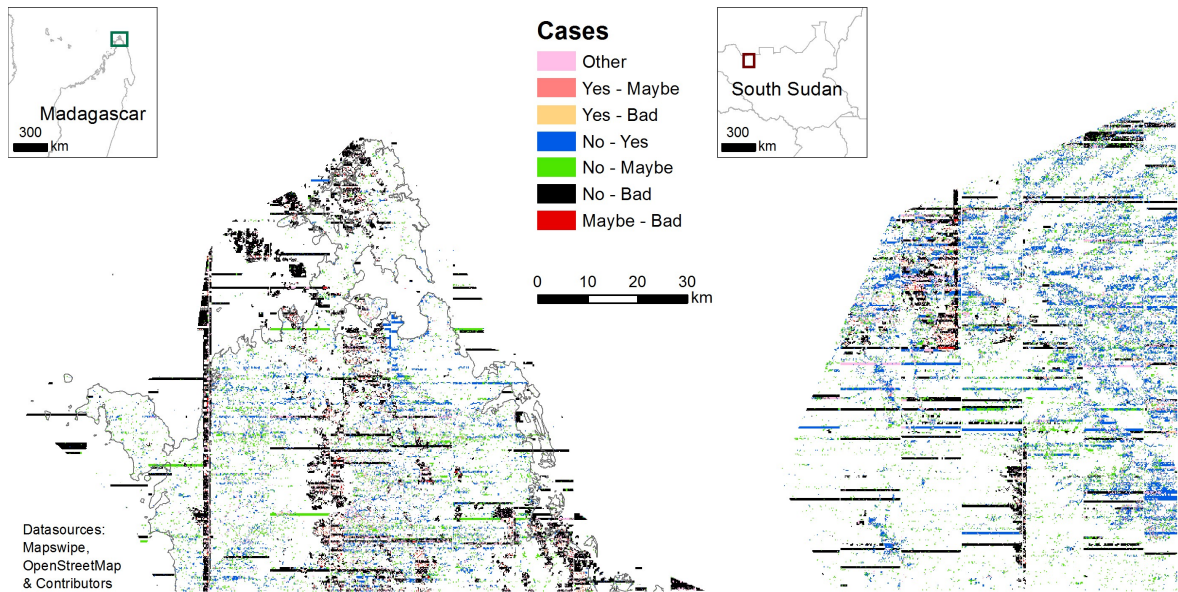 Madagascar
300
km
Cases
Other
Yes - Maybe
Yes - Bad
No - Yes
No - Maybe
No - Bad
Maybe - Bad
0 10 20 30
km
South Sudan
300
km
Datasources:
Mapswipe,
OpenStreetMap
& Contributors